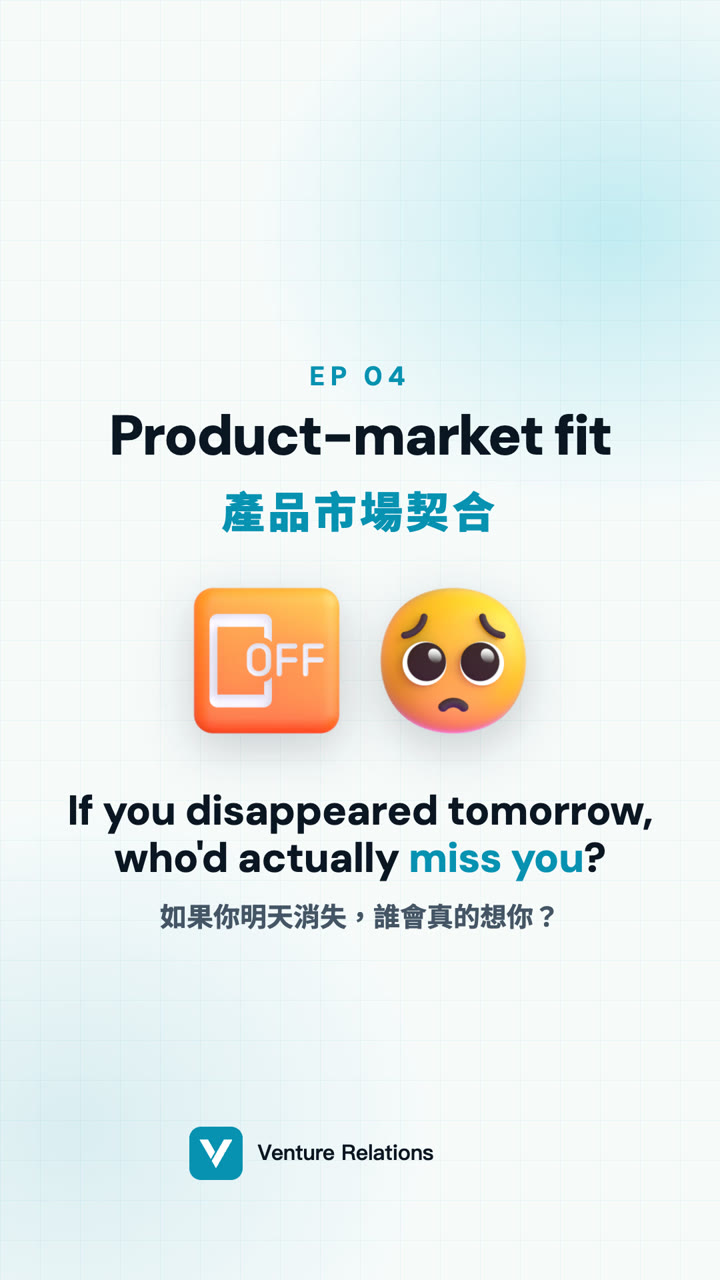 EP 04
Product-market fit
產品市場契合
OFF
If you disappeared tomorrow,
who'd actually miss you?
如果你明天消失，誰會真的想你？
Venture Relations